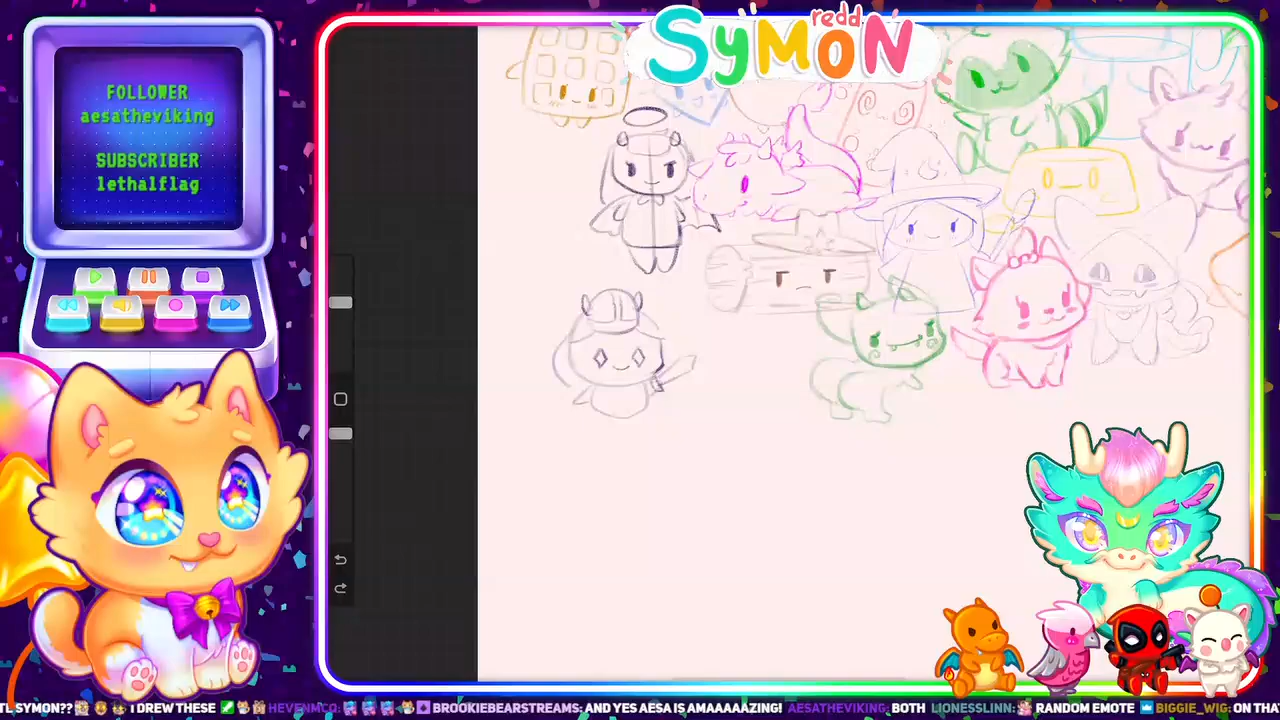 redd
SyMON
FOLLOWER
aesatheviking
SUBSCRIBER
lethalflag
TL SYMON?? I DREW THESE HEVENMCQ: BROOKIEBEARSTREAMS: AND YES AESA IS AMAAAAAZING! AESATHEVIKING: BOTH LIONESSLINN: RANDOM EMOTE BIGGIE_WIG: ON THA